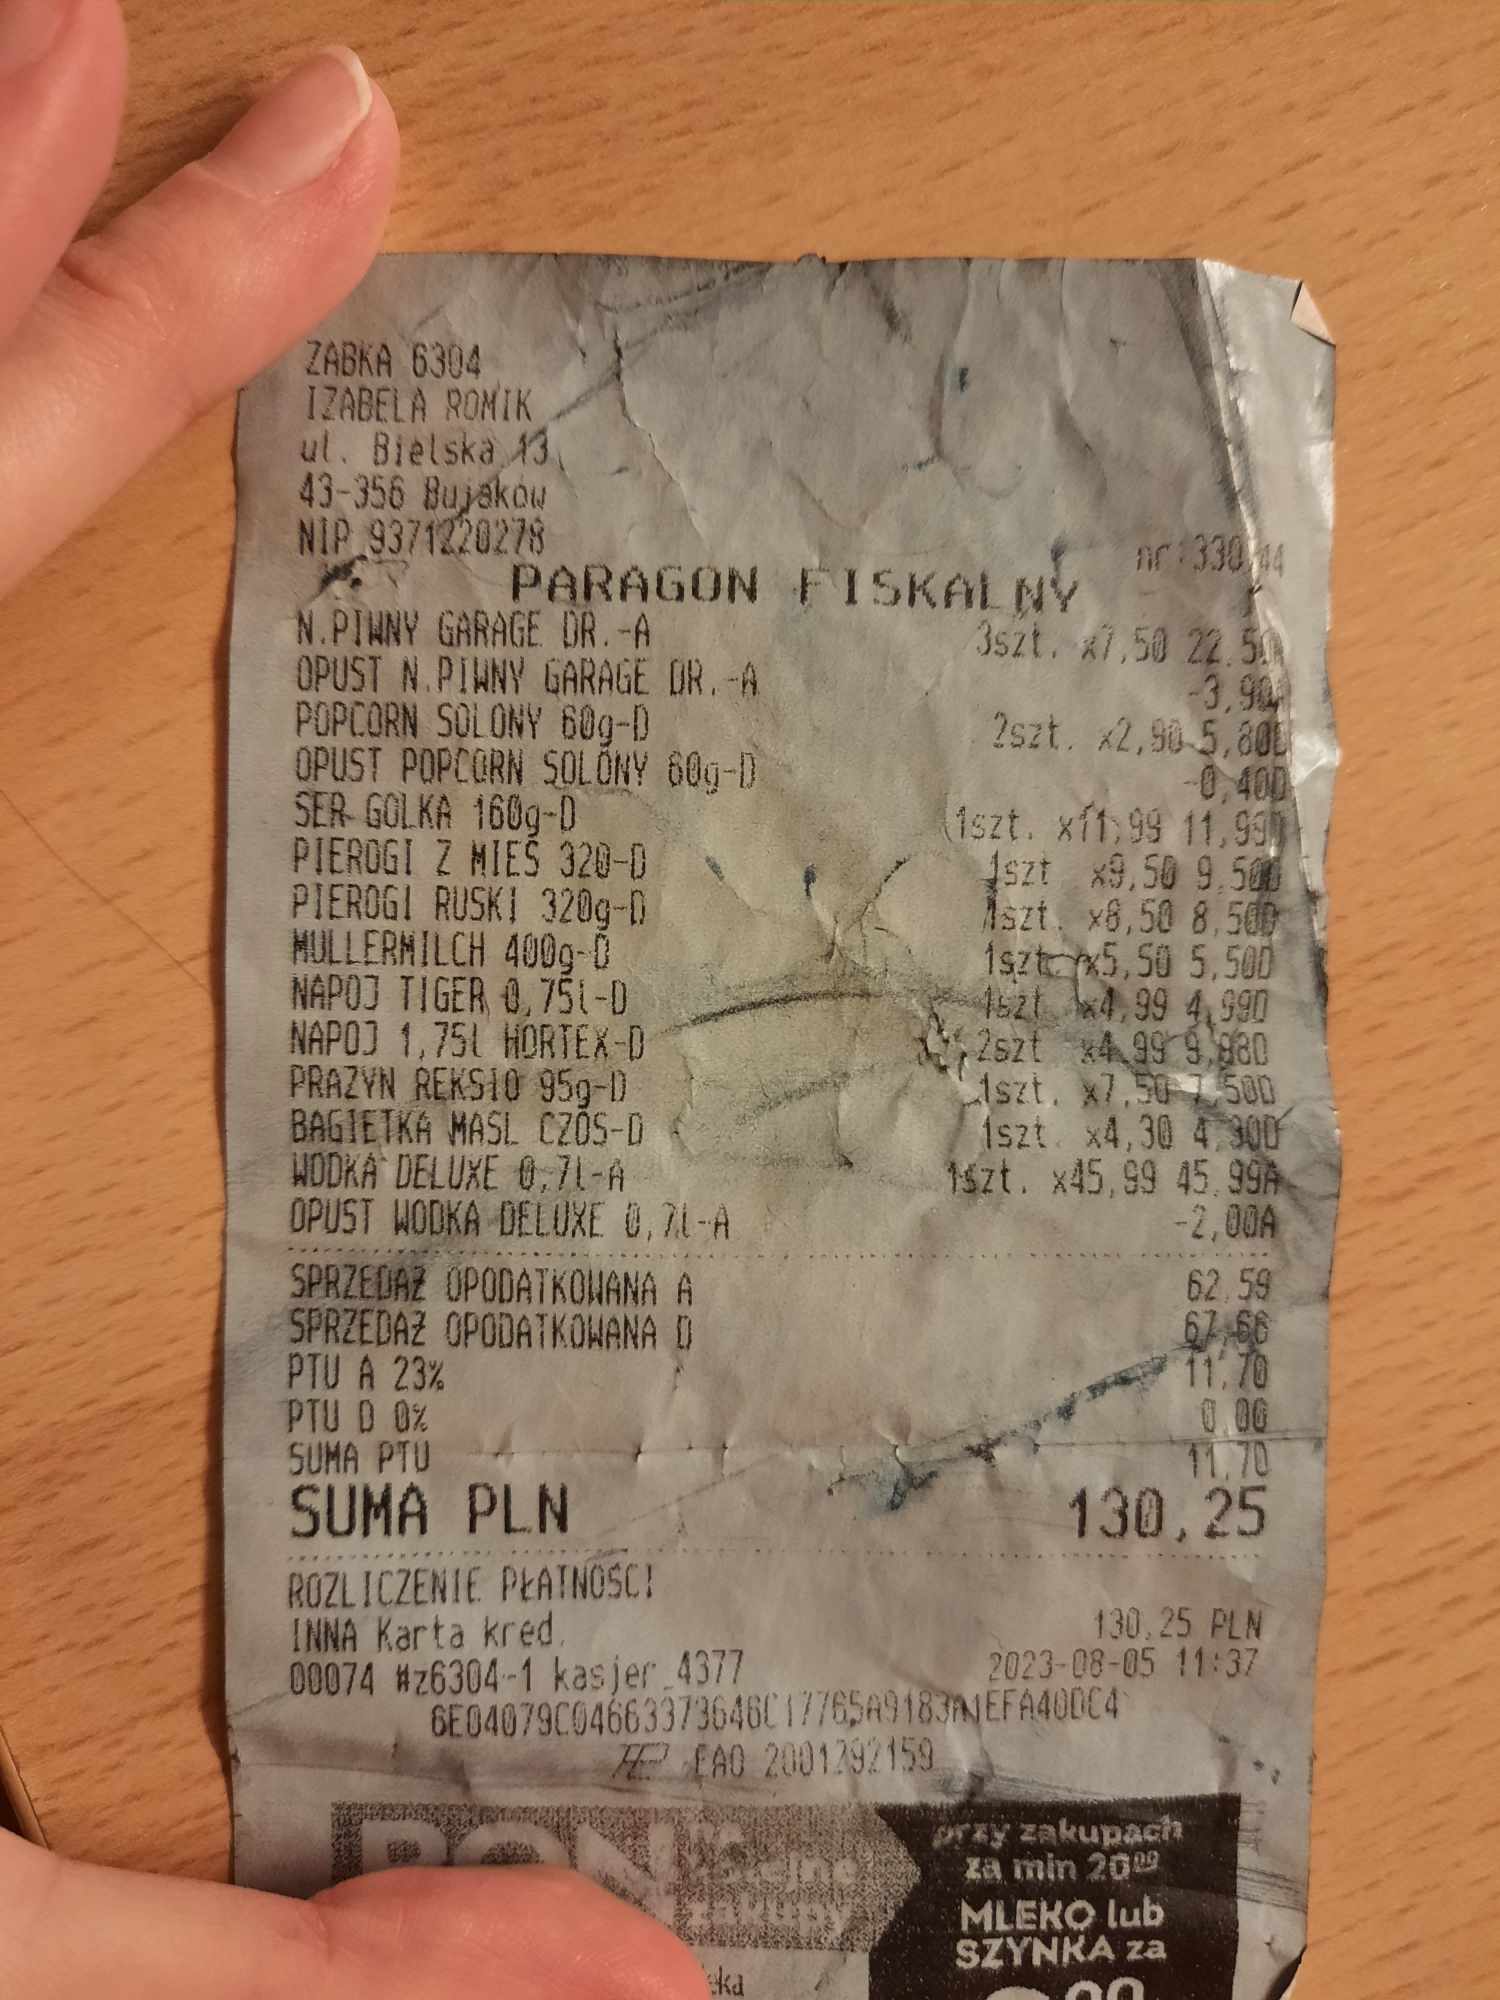 ZABKA 6304
IZABELA ROMIK
ul. Bielska 13
43-356 Bujaków
NIP 9371220278
nr:330 44
PARAGON FISKALNY
N.PIWNY GARAGE DR.-A 3szt. x7,50 22,50
OPUST N.PIWNY GARAGE DR.-A -3,90A
POPCORN SOLONY 60g-D 2szt. x2,90 5,80D
OPUST POPCORN SOLONY 60g-D -0,40D
SER GOLKA 160g-D 1szt. x11,99 11,99D
PIEROGI Z MIES 320-D 1szt x9,50 9,50D
PIEROGI RUSKI 320g-D 1szt. x8,50 8,50D
MULLERMILCH 400g-D 1szt. x5,50 5,50D
NAPOJ TIGER 0,75l-D 1szt x4,99 4,99D
NAPOJ 1,75l HORTEX-D 2szt x4,99 9,98D
PRAZYN REKSIO 95g-D 1szt. x7,50 7,50D
BAGIETKA MASL CZOS-D 1szt x4,30 4,30D
WODKA DELUXE 0,7l-A 1szt. x45,99 45,99A
OPUST WODKA DELUXE 0,7l-A -2,00A
SPRZEDAŻ OPODATKOWANA A 62,59
SPRZEDAŻ OPODATKOWANA D 67,66
PTU A 23% 11,70
PTU D 0% 0,00
SUMA PTU 11,70
SUMA PLN 130,25
ROZLICZENIE PŁATNOŚCI
INNA Karta kred. 130,25 PLN
00074 #z6304-1 kasjer 4377 2023-08-05 11:37
6E04079C04663373646C17765A9183A1EFA40DC4
EAO 2001292159
przy zakupach
za min 20⁰⁰
zakupy
MLEKO lub
SZYNKA za